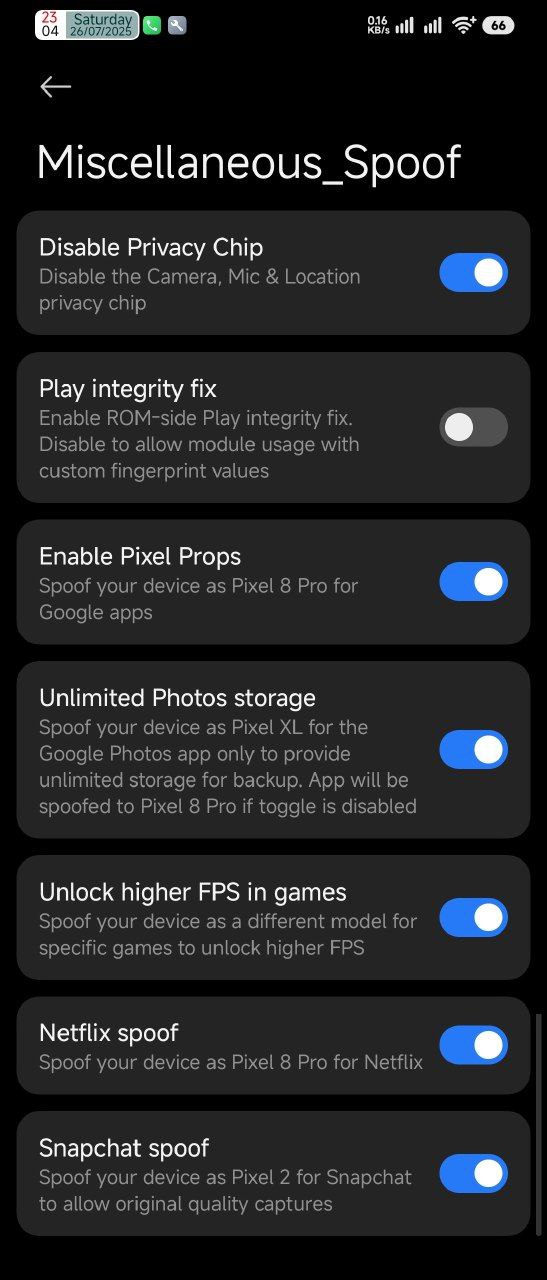 23
04
Saturday
26/07/2025
0.16
KB/s
66
Miscellaneous_Spoof
Disable Privacy Chip
Disable the Camera, Mic & Location
privacy chip
Play integrity fix
Enable ROM-side Play integrity fix.
Disable to allow module usage with
custom fingerprint values
Enable Pixel Props
Spoof your device as Pixel 8 Pro for
Google apps
Unlimited Photos storage
Spoof your device as Pixel XL for the
Google Photos app only to provide
unlimited storage for backup. App will be
spoofed to Pixel 8 Pro if toggle is disabled
Unlock higher FPS in games
Spoof your device as a different model for
specific games to unlock higher FPS
Netflix spoof
Spoof your device as Pixel 8 Pro for Netflix
Snapchat spoof
Spoof your device as Pixel 2 for Snapchat
to allow original quality captures